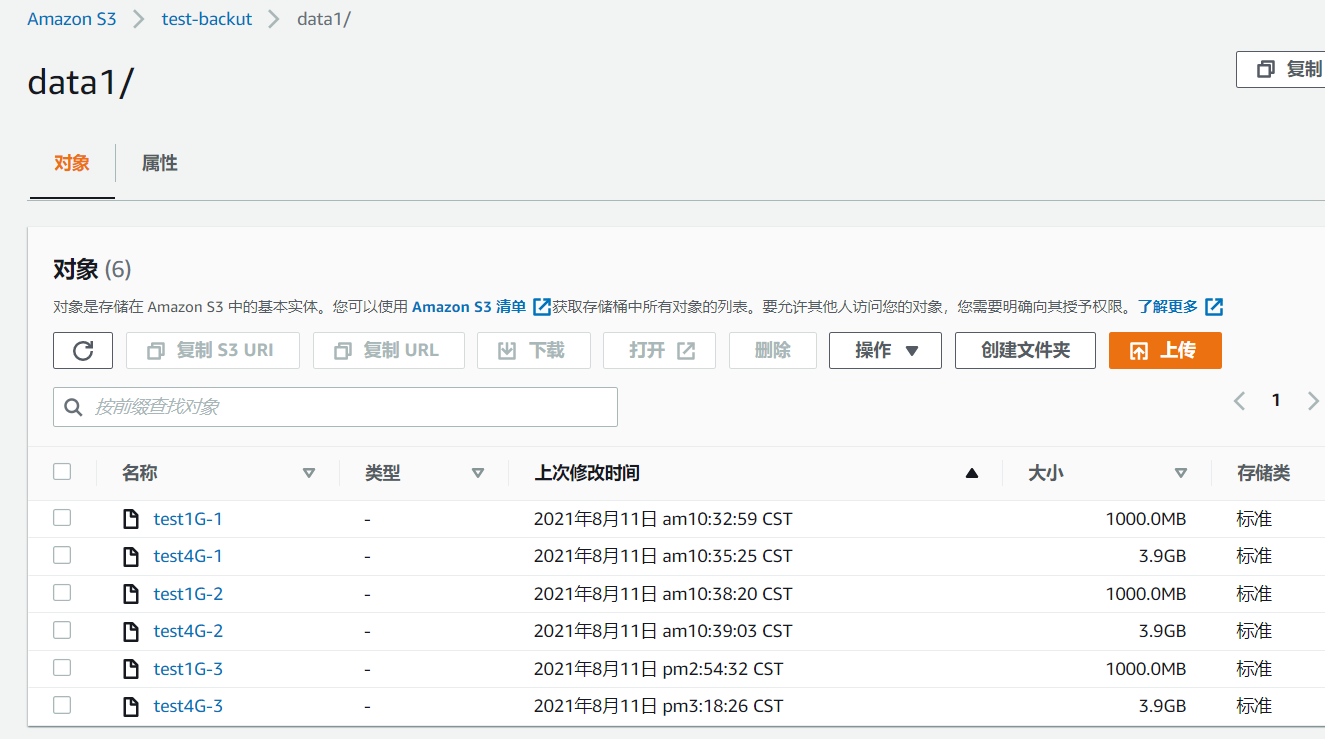 Amazon S3 > test-backut > data1/
data1/
复制
对象 属性
对象 (6)
对象是存储在 Amazon S3 中的基本实体。您可以使用 Amazon S3 清单 获取存储桶中所有对象的列表。要允许其他人访问您的对象，您需要明确向其授予权限。了解更多
复制 S3 URI 复制 URL 下载 打开 删除 操作 创建文件夹 上传
按前缀查找对象
1
名称 类型 上次修改时间 大小 存储类
test1G-1 - 2021年8月11日 am10:32:59 CST 1000.0MB 标准
test4G-1 - 2021年8月11日 am10:35:25 CST 3.9GB 标准
test1G-2 - 2021年8月11日 am10:38:20 CST 1000.0MB 标准
test4G-2 - 2021年8月11日 am10:39:03 CST 3.9GB 标准
test1G-3 - 2021年8月11日 pm2:54:32 CST 1000.0MB 标准
test4G-3 - 2021年8月11日 pm3:18:26 CST 3.9GB 标准